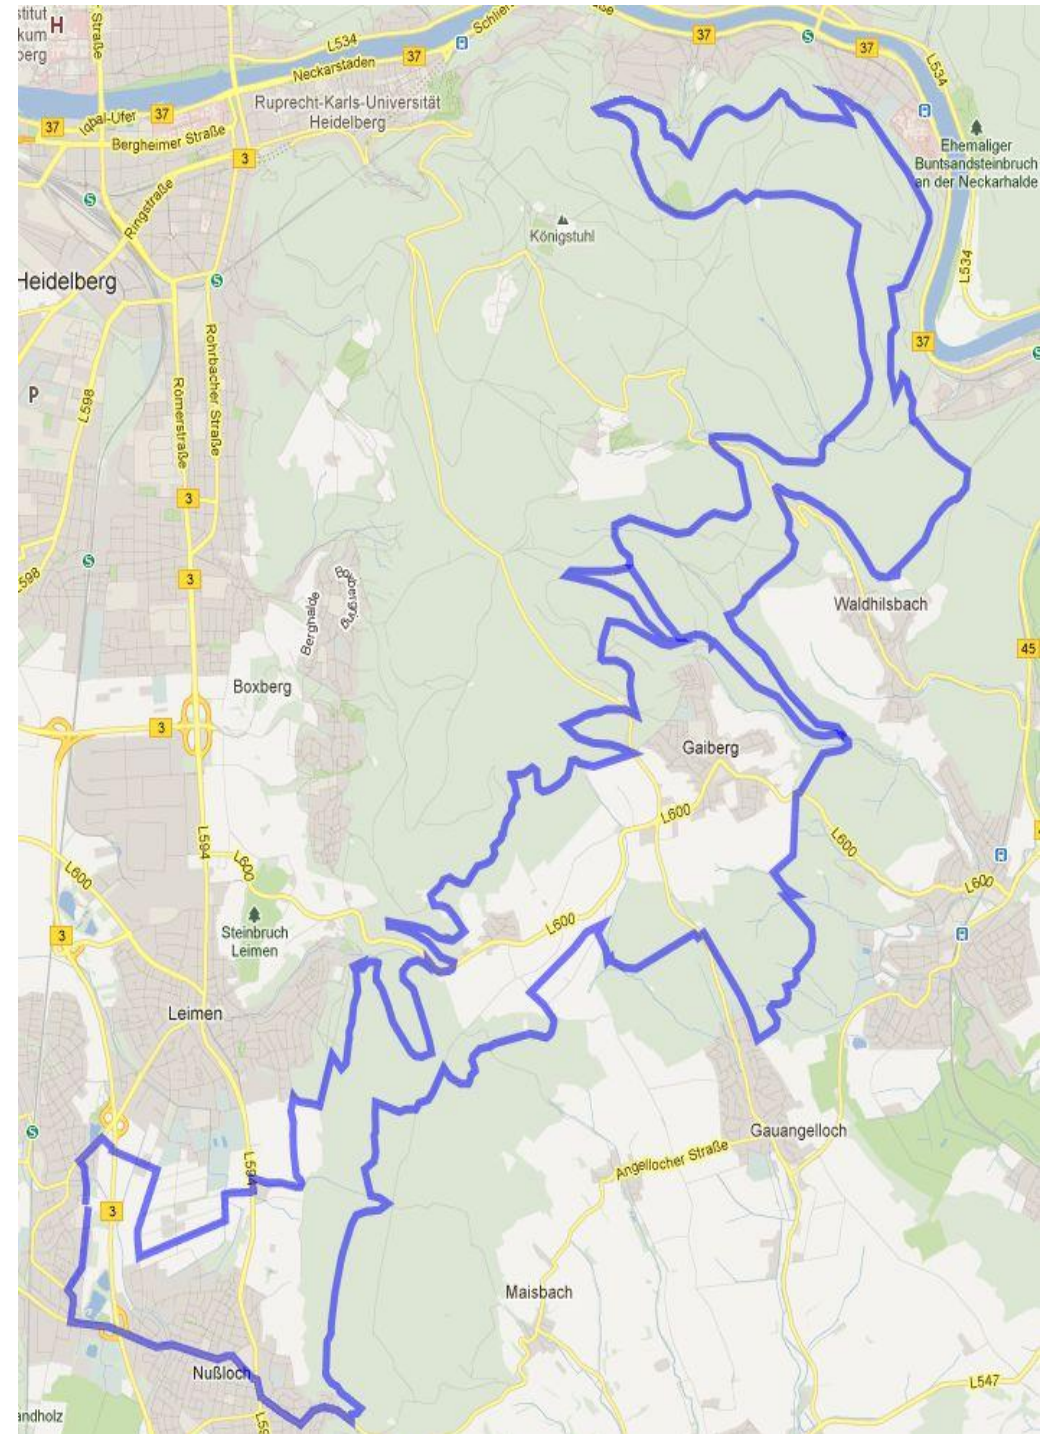 stitut
H
kum
berg
Straße
L534
37
Neckarstaden
37
37
L534
Ruprecht-Karls-Universität
Heidelberg
Iqbal-Ufer
37
37
Bergheimer Straße
3
Ehemaliger
Buntsandsteinbruch
an der Neckarhalde
S
S
Ringstraße
Königstuhl
Heidelberg
S
L534
37
S
Rohrbacher Straße
Römerstraße
L598
P
3
S
L598
3
Berghalde
Waldhilsbach
45
Boxberg
3
Gaiberg
L600
L594
L600
L600
L600
L600
Steinbruch
Leimen
L600
3
Leimen
S
Gauangelloch
Angellocher Straße
L594
3
Maisbach
Nußloch
L547
andholz